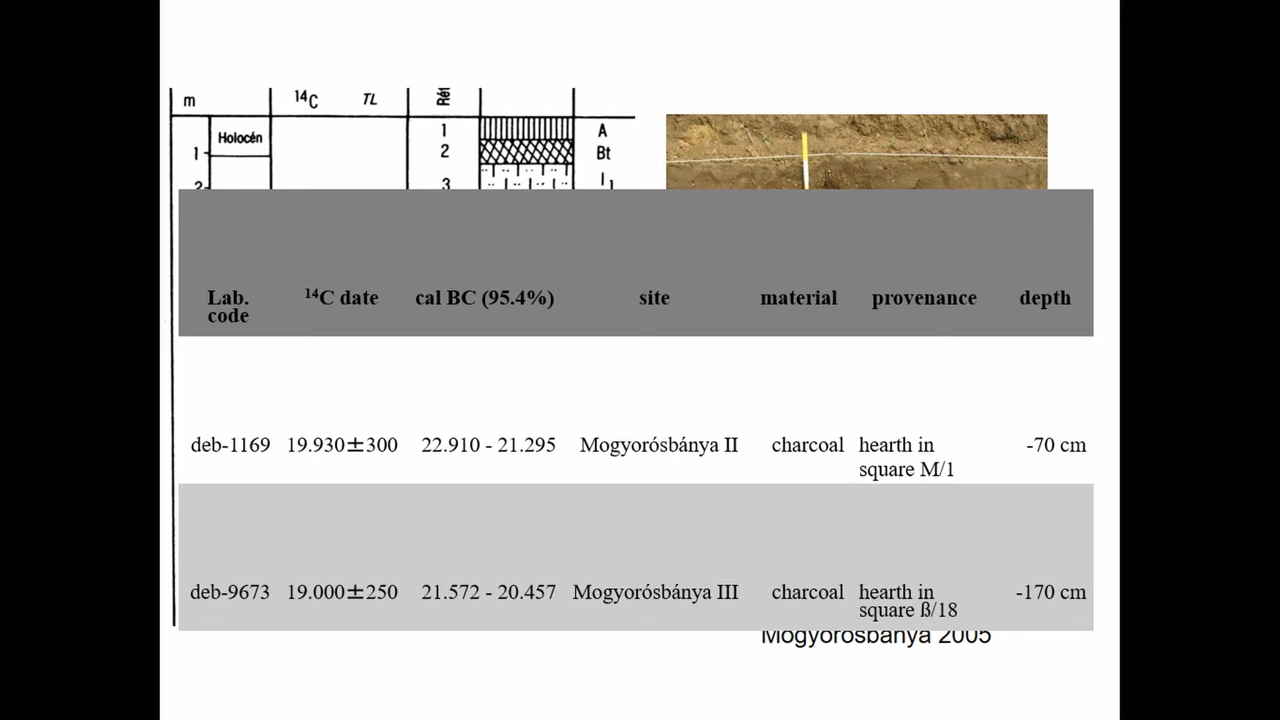 m
14C TL
Holocén
1 A
1 2 Bt
2 3 l1
Lab. code 14C date cal BC (95.4%) site material provenance depth
deb-1169 19.930±300 22.910 - 21.295 Mogyorósbánya II charcoal hearth in square M/1 -70 cm
deb-9673 19.000±250 21.572 - 20.457 Mogyorósbánya III charcoal hearth in square ß/18 -170 cm
Mogyorósbánya 2005